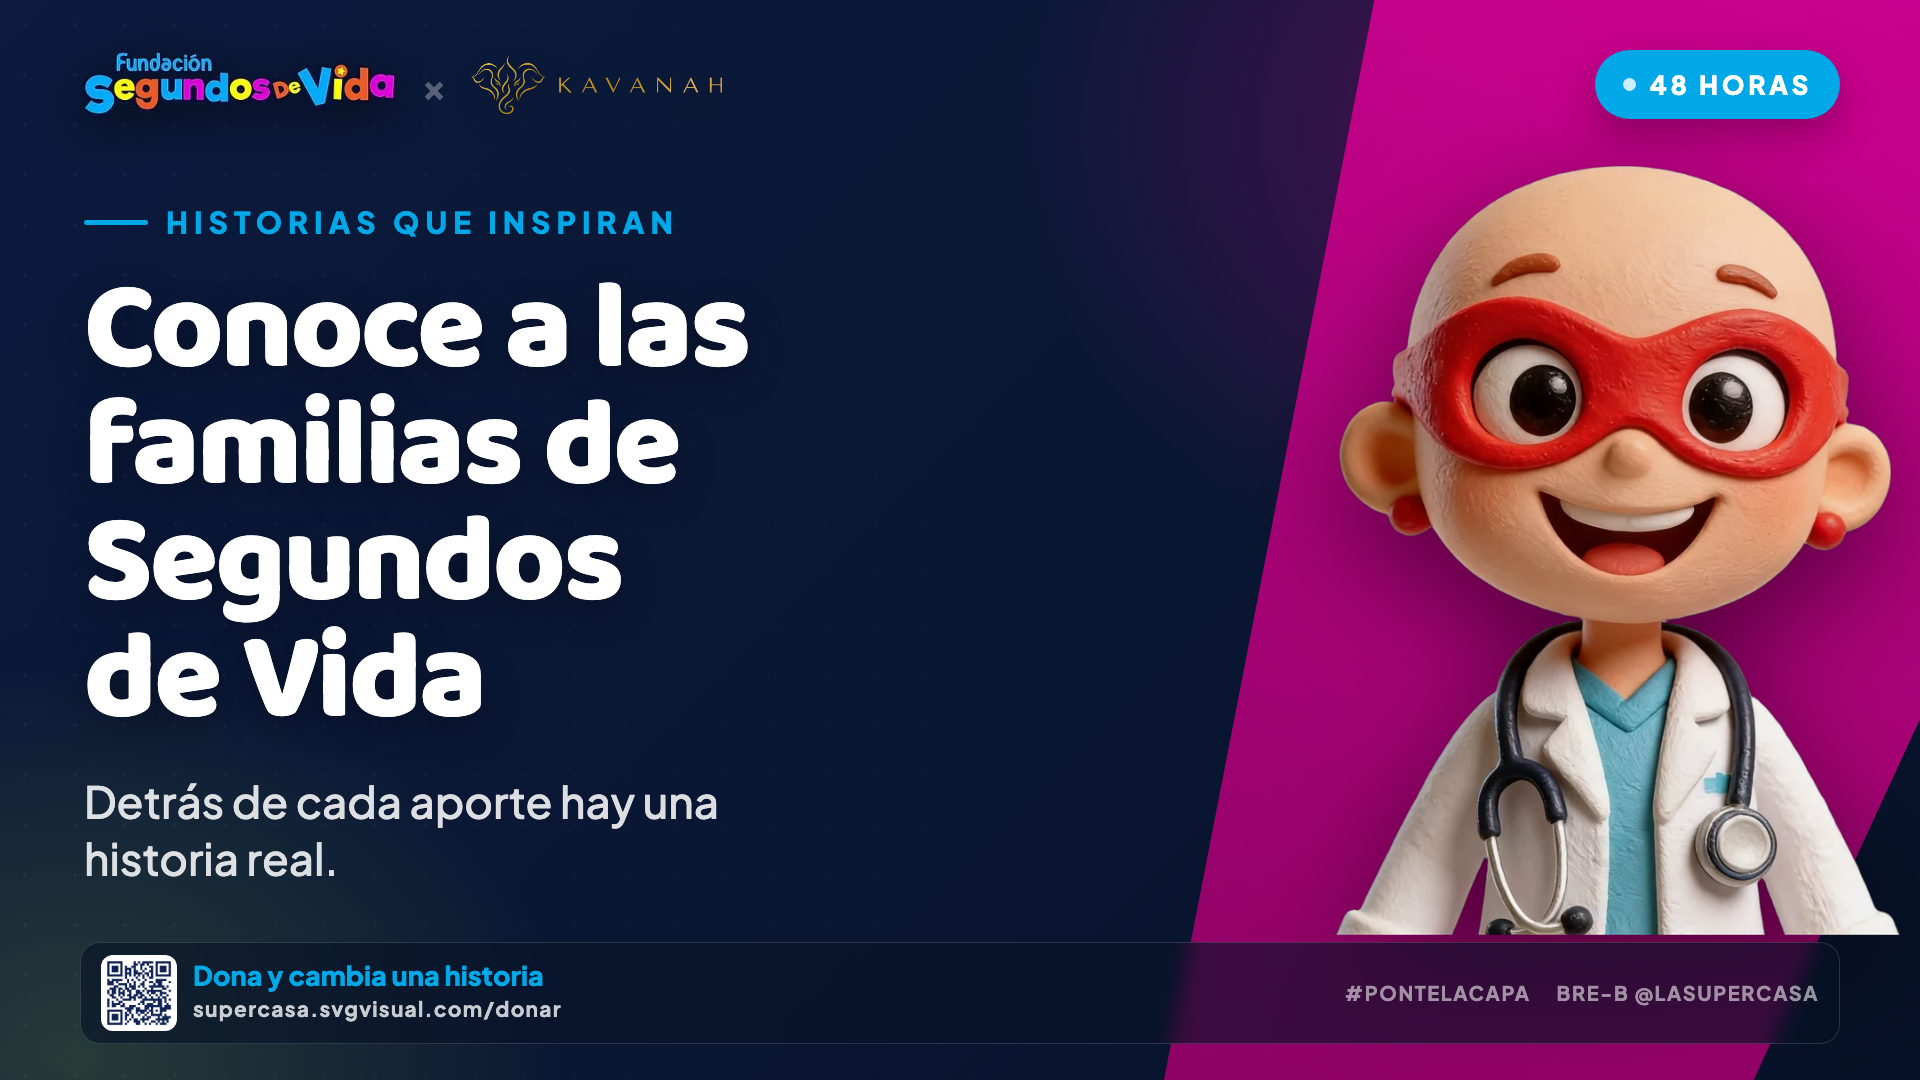 Fundación
Segundos de Vida
× KAVANAH
48 HORAS
HISTORIAS QUE INSPIRAN
Conoce a las
familias de
Segundos
de Vida
Detrás de cada aporte hay una
historia real.
Dona y cambia una historia
supercasa.svgvisual.com/donar
#PONTELACAPA BRE-B @LASUPERCASA